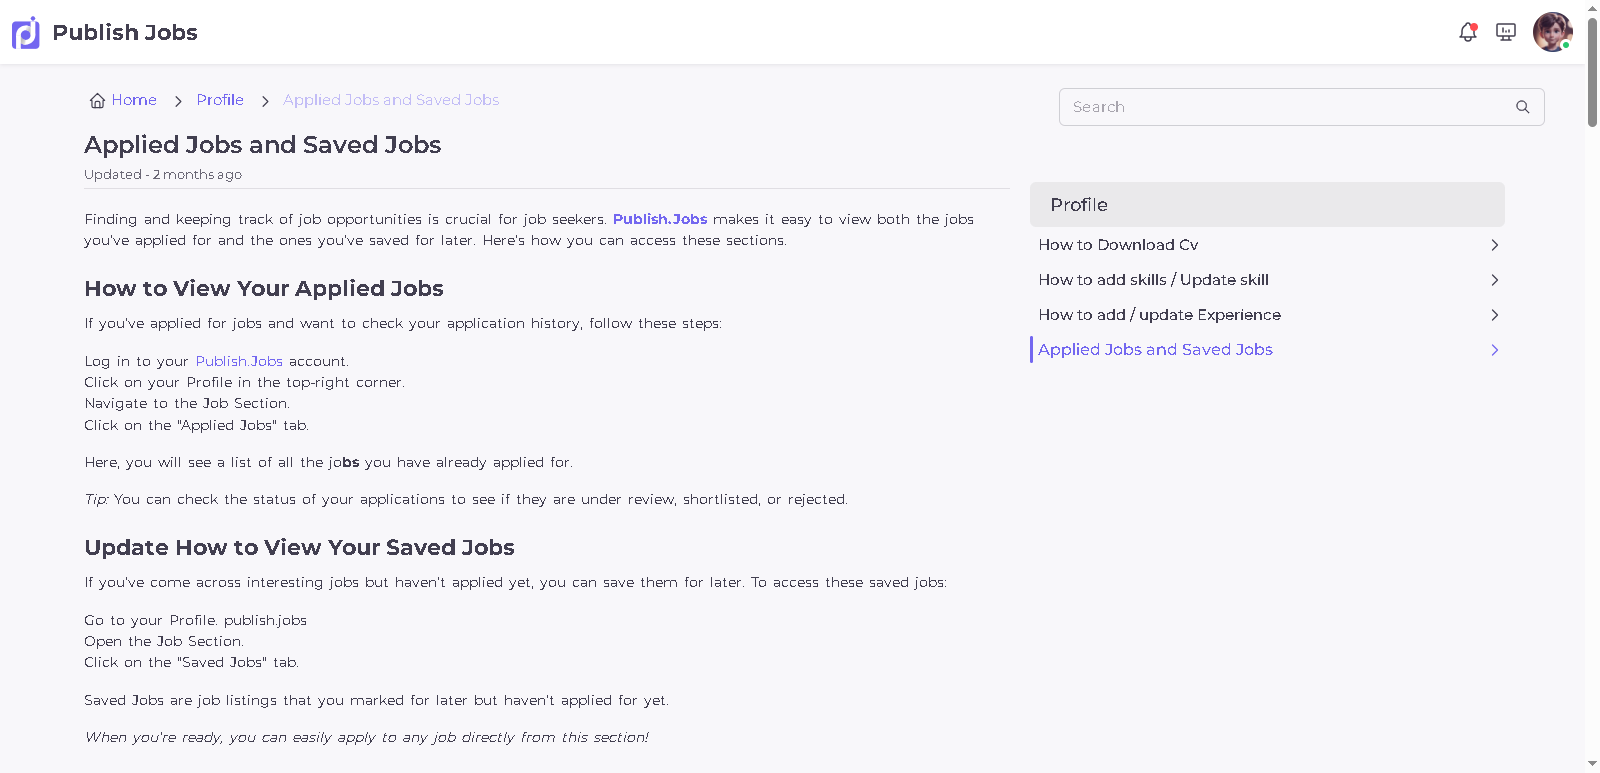 Publish Jobs
Home
Profile
Applied Jobs and Saved Jobs
Search
Applied Jobs and Saved Jobs
Updated - 2 months ago
Finding and keeping track of job opportunities is crucial for job seekers. Publish.Jobs makes it easy to view both the jobs
you've applied for and the ones you've saved for later. Here's how you can access these sections.
How to View Your Applied Jobs
If you've applied for jobs and want to check your application history, follow these steps:
Log in to your Publish.Jobs account.
Click on your Profile in the top-right corner.
Navigate to the Job Section.
Click on the "Applied Jobs" tab.
Here, you will see a list of all the jobs you have already applied for.
Tip: You can check the status of your applications to see if they are under review, shortlisted, or rejected.
Update How to View Your Saved Jobs
If you've come across interesting jobs but haven't applied yet, you can save them for later. To access these saved jobs:
Go to your Profile. publish.jobs
Open the Job Section.
Click on the "Saved Jobs" tab.
Saved Jobs are job listings that you marked for later but haven't applied for yet.
When you're ready, you can easily apply to any job directly from this section!
Profile
How to Download Cv
How to add skills / Update skill
How to add / update Experience
Applied Jobs and Saved Jobs